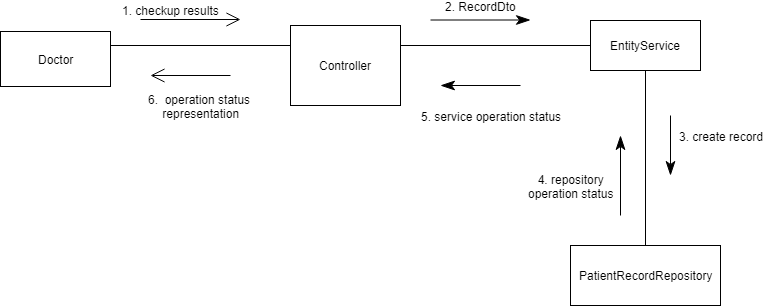 1. checkup results
2. RecordDto
Doctor
Controller
EntityService
6. operation status
representation
5. service operation status
3. create record
4. repository
operation status
PatientRecordRepository